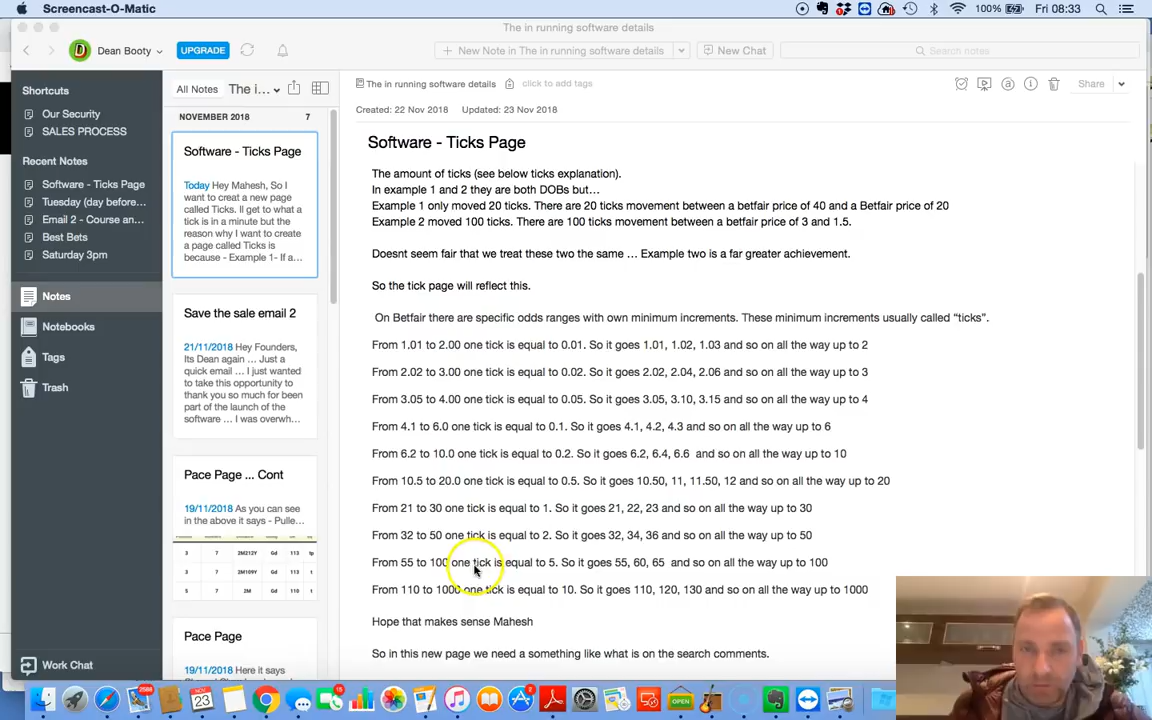 Screencast-O-Matic
100%
Fri 08:33
The in running software details
Dean Booty
UPGRADE
New Note in The in running software details
New Chat
Search notes
Shortcuts
Our Security
SALES PROCESS
Recent Notes
Software - Ticks Page
Tuesday (day before...
Email 2 - Course an...
Best Bets
Saturday 3pm
Notes
Notebooks
Tags
Trash
Work Chat
All Notes
The i...
NOVEMBER 2018
7
Software - Ticks Page
Today Hey Mahesh, So I
want to creat a new page
called Ticks. Il get to what a
tick is in a minute but the
reason why I want to create
a page called Ticks is
because - Example 1- If a...
Save the sale email 2
21/11/2018 Hey Founders,
Its Dean again ... Just a
quick email ... I just wanted
to take this opportunity to
thank you so much for been
part of the launch of the
software ... I was overwh...
Pace Page ... Cont
19/11/2018 As you can see
in the above it says - Pulle...
3 7 2M212Y Gd 113
3 7 2M109Y Gd 113
5 7 2M Gd 110
Pace Page
19/11/2018 Here it says
The in running software details
click to add tags
Share
Created: 22 Nov 2018 Updated: 23 Nov 2018
Software - Ticks Page
The amount of ticks (see below ticks explanation).
In example 1 and 2 they are both DOBs but…
Example 1 only moved 20 ticks. There are 20 ticks movement between a betfair price of 40 and a Betfair price of 20
Example 2 moved 100 ticks. There are 100 ticks movement between a betfair price of 3 and 1.5.
Doesnt seem fair that we treat these two the same … Example two is a far greater achievement.
So the tick page will reflect this.
On Betfair there are specific odds ranges with own minimum increments. These minimum increments usually called “ticks”.
From 1.01 to 2.00 one tick is equal to 0.01. So it goes 1.01, 1.02, 1.03 and so on all the way up to 2
From 2.02 to 3.00 one tick is equal to 0.02. So it goes 2.02, 2.04, 2.06 and so on all the way up to 3
From 3.05 to 4.00 one tick is equal to 0.05. So it goes 3.05, 3.10, 3.15 and so on all the way up to 4
From 4.1 to 6.0 one tick is equal to 0.1. So it goes 4.1, 4.2, 4.3 and so on all the way up to 6
From 6.2 to 10.0 one tick is equal to 0.2. So it goes 6.2, 6.4, 6.6 and so on all the way up to 10
From 10.5 to 20.0 one tick is equal to 0.5. So it goes 10.50, 11, 11.50, 12 and so on all the way up to 20
From 21 to 30 one tick is equal to 1. So it goes 21, 22, 23 and so on all the way up to 30
From 32 to 50 one tick is equal to 2. So it goes 32, 34, 36 and so on all the way up to 50
From 55 to 100 one tick is equal to 5. So it goes 55, 60, 65 and so on all the way up to 100
From 110 to 1000 one tick is equal to 10. So it goes 110, 120, 130 and so on all the way up to 1000
Hope that makes sense Mahesh
So in this new page we need a something like what is on the search comments.